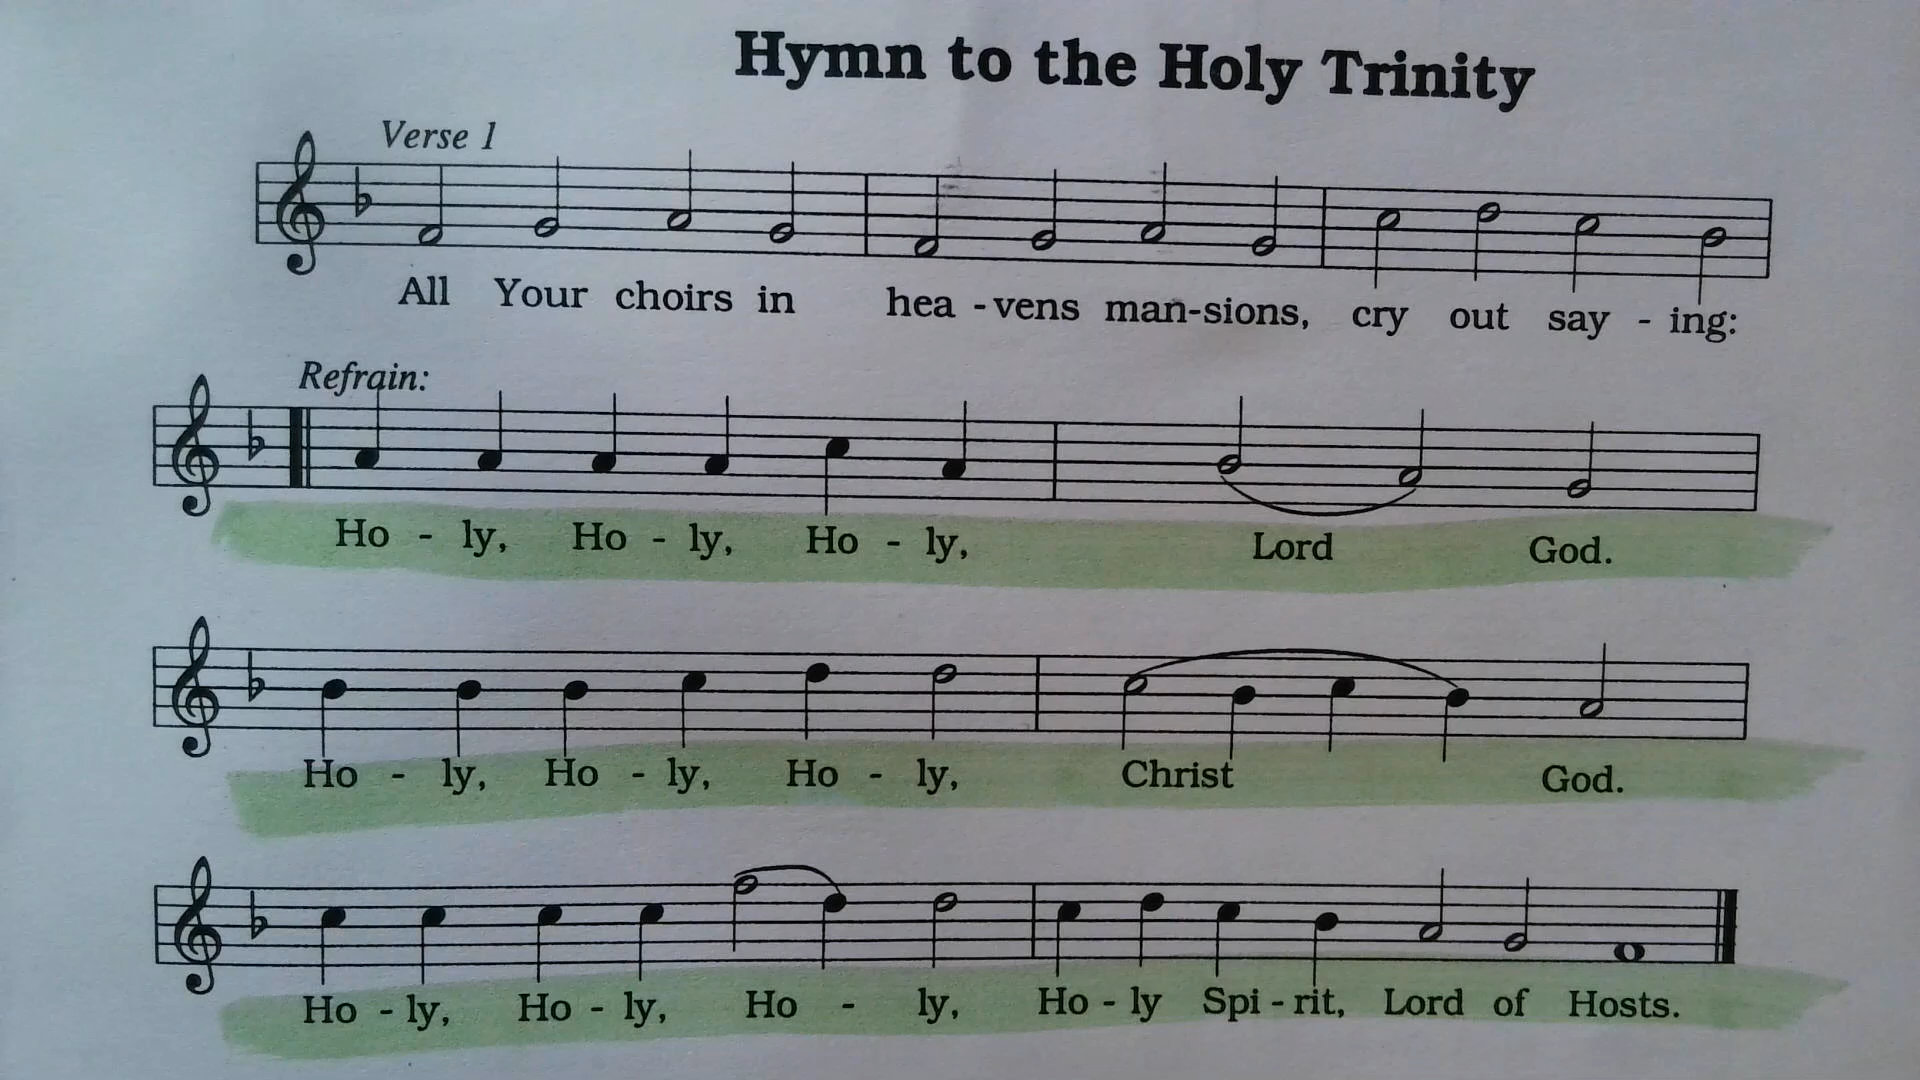 Hymn to the Holy Trinity
Verse 1
All Your choirs in hea - vens man-sions, cry out say - ing:
Refrain:
Ho - ly, Ho - ly, Ho - ly, Lord God.
Ho - ly, Ho - ly, Ho - ly, Christ God.
Ho - ly, Ho - ly, Ho - ly, Ho - ly Spi - rit, Lord of Hosts.